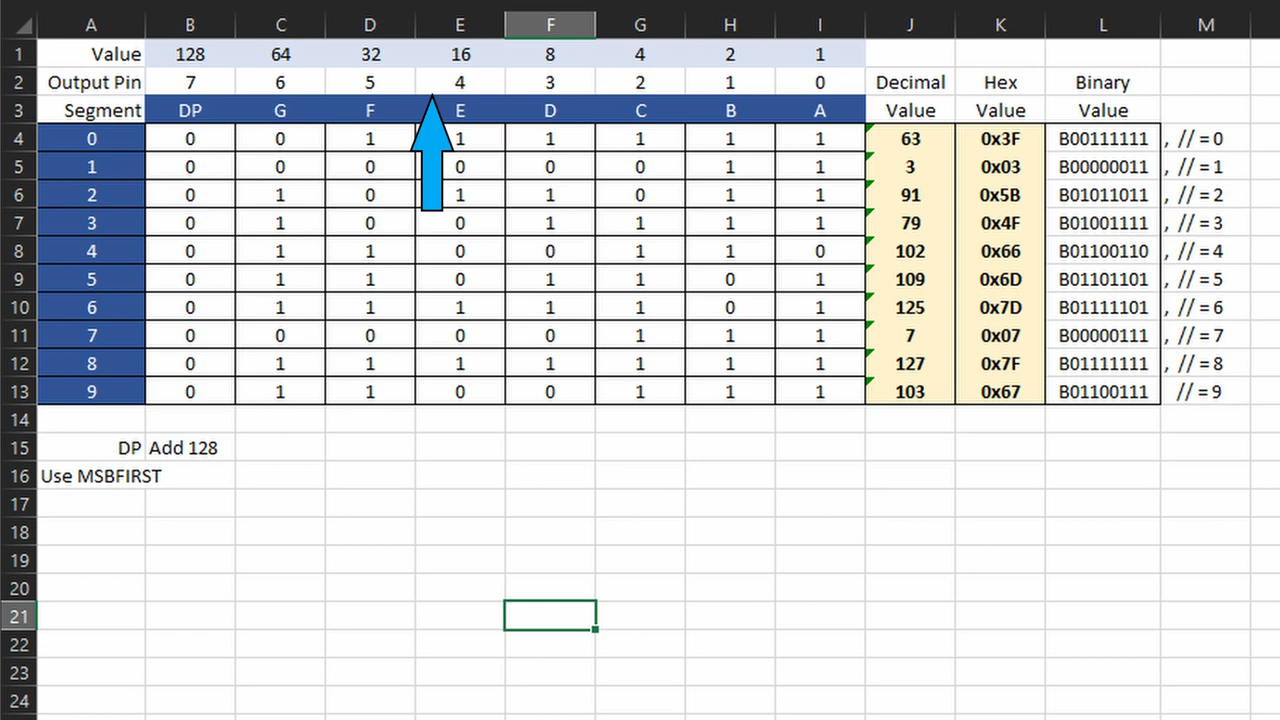 A B C D E F G H I J K L M
1 Value 128 64 32 16 8 4 2 1
2 Output Pin 7 6 5 4 3 2 1 0 Decimal Hex Binary
3 Segment DP G F E D C B A Value Value Value
4 0 0 0 1 1 1 1 1 1 63 0x3F B00111111 , // = 0
5 1 0 0 0 0 0 0 1 1 3 0x03 B00000011 , // = 1
6 2 0 1 0 1 1 0 1 1 91 0x5B B01011011 , // = 2
7 3 0 1 0 0 1 1 1 1 79 0x4F B01001111 , // = 3
8 4 0 1 1 0 0 1 1 0 102 0x66 B01100110 , // = 4
9 5 0 1 1 0 1 1 0 1 109 0x6D B01101101 , // = 5
10 6 0 1 1 1 1 1 0 1 125 0x7D B01111101 , // = 6
11 7 0 0 0 0 0 1 1 1 7 0x07 B00000111 , // = 7
12 8 0 1 1 1 1 1 1 1 127 0x7F B01111111 , // = 8
13 9 0 1 1 0 0 1 1 1 103 0x67 B01100111 // = 9
14
15 DP Add 128
16 Use MSBFIRST
17
18
19
20
21
22
23
24